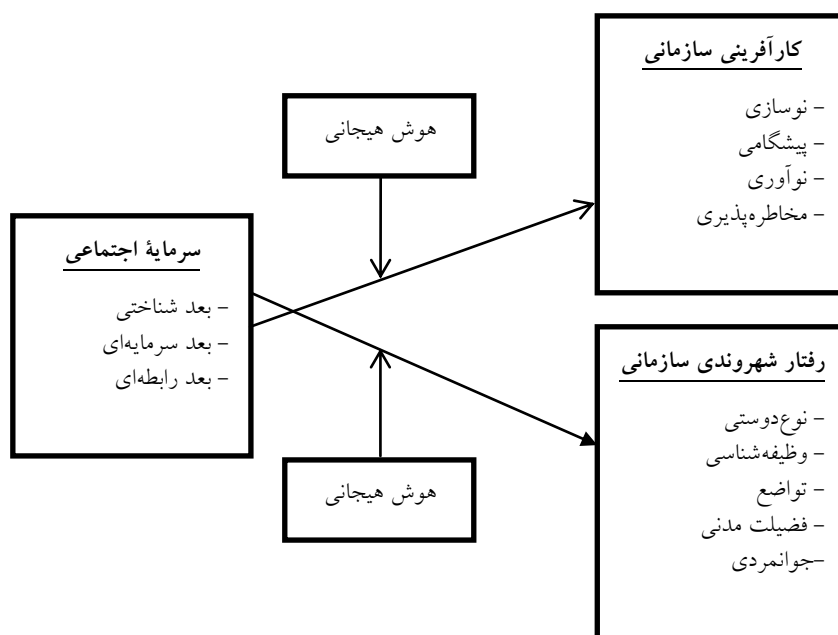 کارآفرینی سازمانی
- نوسازی
- پیشگامی
- نوآوری
- مخاطره‌پذیری
هوش هیجانی
سرمایهٔ اجتماعی
- بعد شناختی
- بعد سرمایه‌ای
- بعد رابطه‌ای
رفتار شهروندی سازمانی
- نوع‌دوستی
- وظیفه‌شناسی
- تواضع
- فضیلت مدنی
-جوانمردی
هوش هیجانی